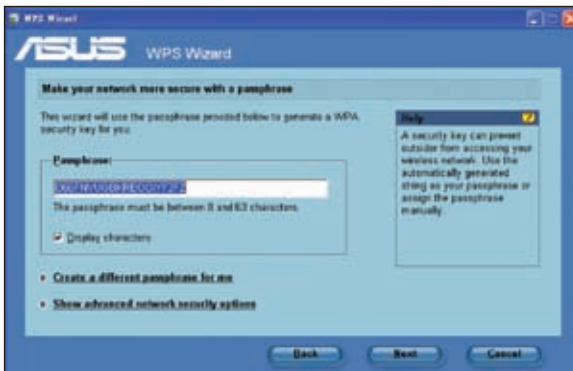 WPS Wizard
ASUS WPS Wizard
Make your network more secure with a passphrase
This wizard will use the passphrase provided below to generate a WPA
security key for you.
Passphrase:
The passphrase must be between 8 and 63 characters.
Display characters
Create a different passphrase for me
Show advanced network security options
Help
A security key can prevent
outsider from accessing your
wireless network. Use the
automatically generated
string as your passphrase or
assign the passphrase
manually.
Back
Next
Cancel